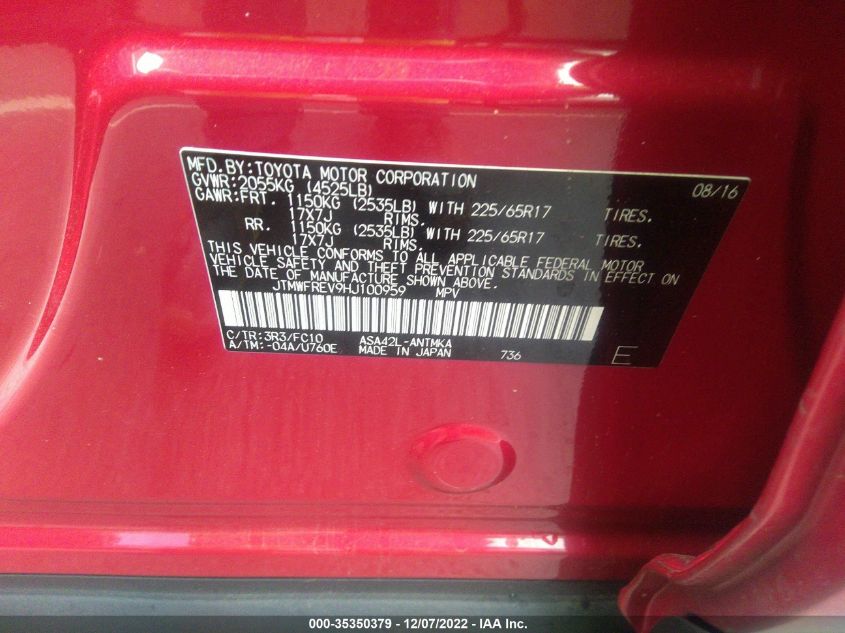 MFD.BY:TOYOTA MOTOR CORPORATION 08/16
GVWR:2055KG (4525LB)
GAWR:FRT. 1150KG (2535LB) WITH 225/65R17 TIRES.
17X7J RIMS.
RR. 1150KG (2535LB) WITH 225/65R17 TIRES.
17X7J RIMS.
THIS VEHICLE CONFORMS TO ALL APPLICABLE FEDERAL MOTOR
VEHICLE SAFETY AND THEFT PREVENTION STANDARDS IN EFFECT ON
THE DATE OF MANUFACTURE SHOWN ABOVE.
JTMWFREV9HJ100959 MPV
C/TR:3R3/FC10 ASA42L-ANTMKA
A/TM:-04A/U760E MADE IN JAPAN 736 E
000-35350379 - 12/07/2022 - IAA Inc.